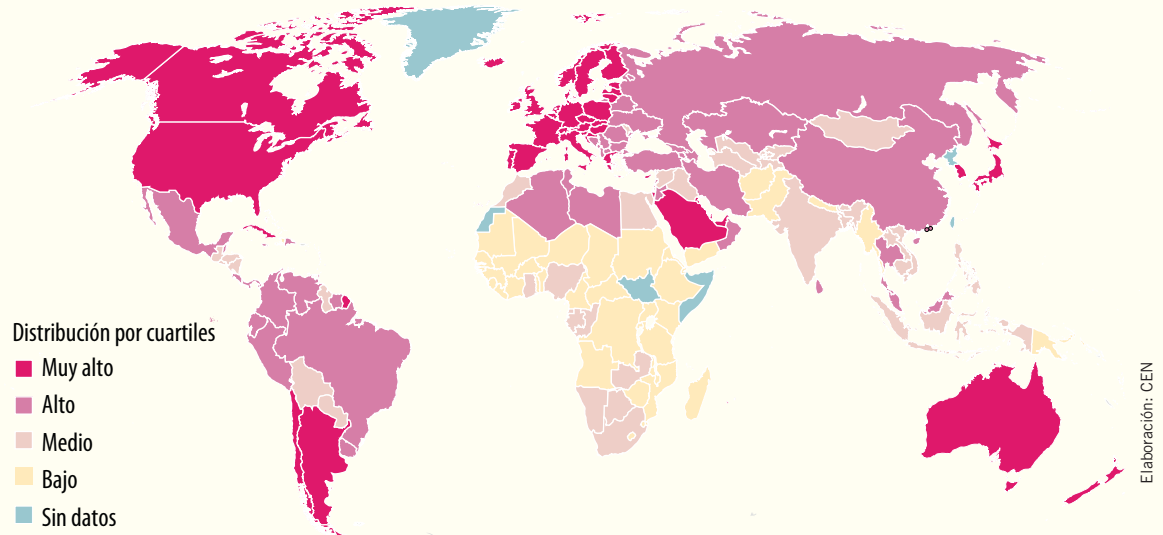 Distribución por cuartiles
Muy alto
Alto
Medio
Bajo
Sin datos
Elaboración: CEN